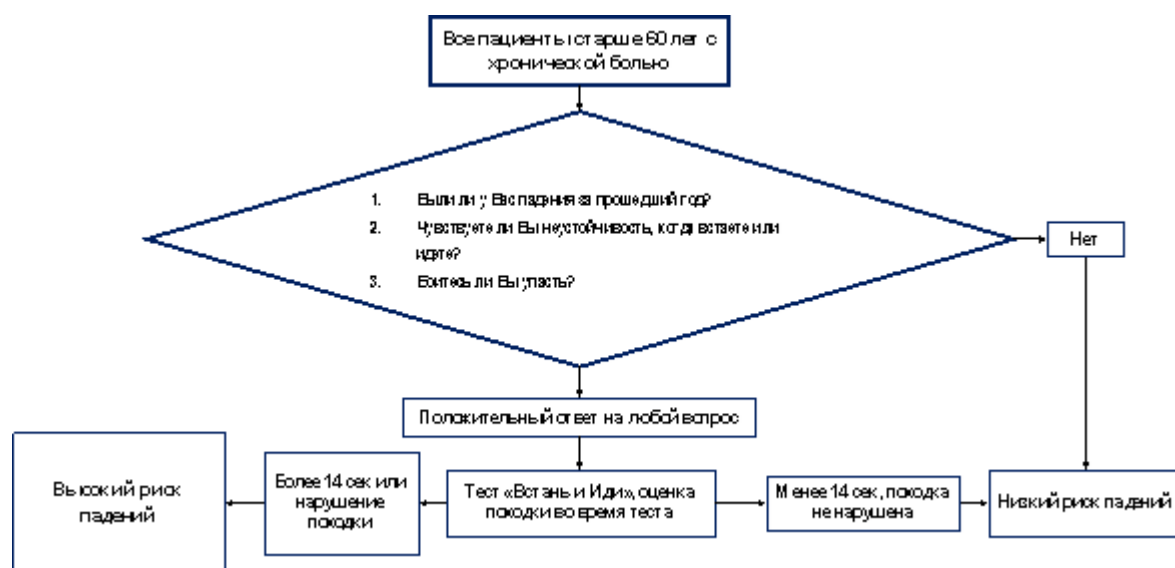 Все пациенты старше 60 лет с
хронической болью
1. Были ли у Вас падения за прошедший год?
2. Чувствуете ли Вы неустойчивость, когда встаете или
идете?
3. Боитесь ли Вы упасть?
Нет
Положительный ответ на любой вопрос
Высокий риск
падений
Более 14 сек или
нарушение
походки
Тест «Встань и Иди», оценка
походки во время теста
Менее 14 сек, походка
не нарушена
Низкий риск падений